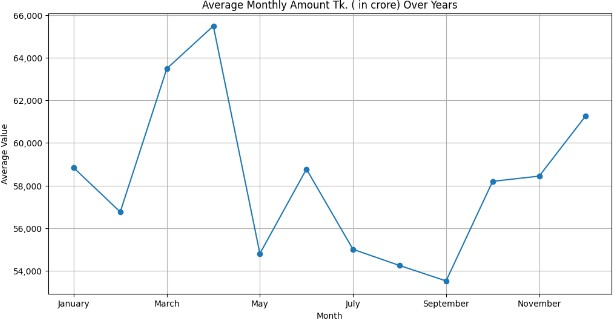 Average Monthly Amount Tk. ( in crore) Over Years
66,000
64,000
62,000
60,000
58,000
56,000
54,000
Average Value
January
March
May
July
September
November
Month